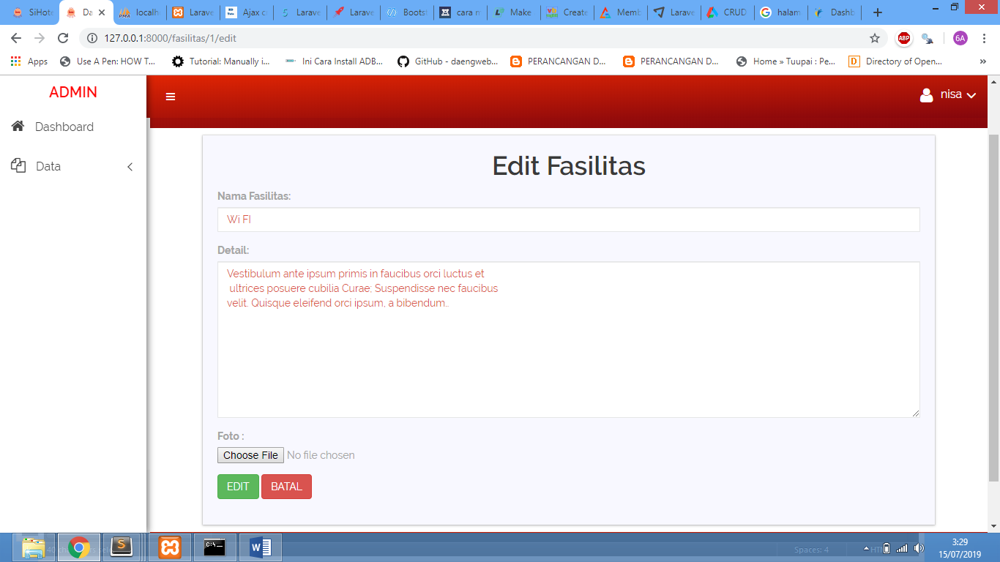 SiHote
Da
localh
Larave
Ajax c
Larave
Larave
Bootst
cara m
Make
Create
Memb
Larave
CRUD
halam
Dashb
127.0.0.1:8000/fasilitas/1/edit
ABP
6A
Apps
Use A Pen: HOW T...
Tutorial: Manually i...
Ini Cara Install ADB...
GitHub - daengweb...
PERANCANGAN D...
PERANCANGAN D...
Home » Tuupai : Pe...
Directory of Open...
ADMIN
nisa
Dashboard
Data
Edit Fasilitas
Nama Fasilitas:
Wi FI
Detail:
Vestibulum ante ipsum primis in faucibus orci luctus et
ultrices posuere cubilia Curae; Suspendisse nec faucibus
velit. Quisque eleifend orci ipsum, a bibendum..
Foto :
Choose File No file chosen
EDIT
BATAL
Spaces: 4
3:29
15/07/2019